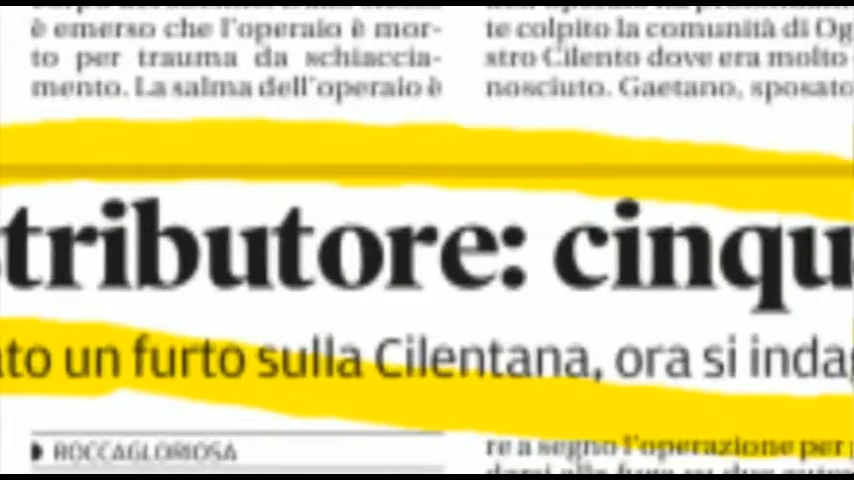 è emerso che l'operaio è mor-
to per trauma da schiaccia-
mento. La salma dell'operaio è
te colpito la comunità di Og
stro Cilento dove era molto
nosciuto. Gaetano, sposato
stributore: cinqu
ato un furto sulla Cilentana, ora si indag
ROCCAGLORIOSA
re a segno l'operazione per